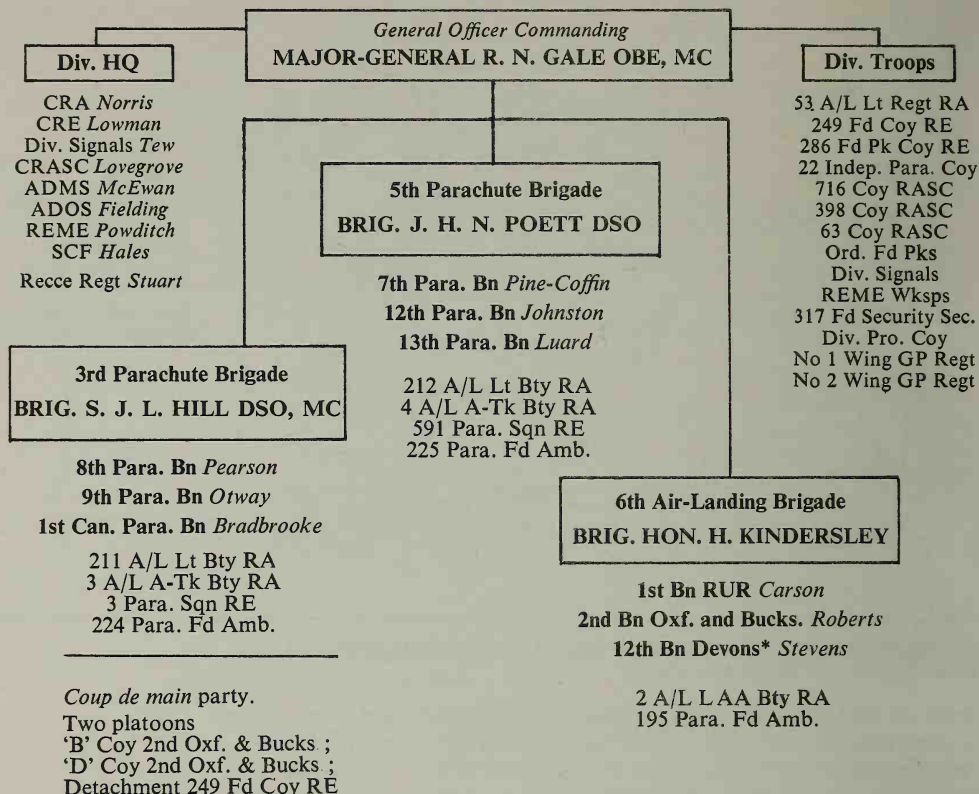 General Officer Commanding
MAJOR-GENERAL R. N. GALE OBE, MC
Div. HQ
CRA Norris
CRE Lowman
Div. Signals Tew
CRASC Lovegrove
ADMS McEwan
ADOS Fielding
REME Powditch
SCF Hales
Recce Regt Stuart
Div. Troops
53 A/L Lt Regt RA
249 Fd Coy RE
286 Fd Pk Coy RE
22 Indep. Para. Coy
716 Coy RASC
398 Coy RASC
63 Coy RASC
Ord. Fd Pks
Div. Signals
REME Wksps
317 Fd Security Sec.
Div. Pro. Coy
No 1 Wing GP Regt
No 2 Wing GP Regt
5th Parachute Brigade
BRIG. J. H. N. POETT DSO
7th Para. Bn Pine-Coffin
12th Para. Bn Johnston
13th Para. Bn Luard
212 A/L Lt Bty RA
4 A/L A-Tk Bty RA
591 Para. Sqn RE
225 Para. Fd Amb.
3rd Parachute Brigade
BRIG. S. J. L. HILL DSO, MC
8th Para. Bn Pearson
9th Para. Bn Otway
1st Can. Para. Bn Bradbrooke
211 A/L Lt Bty RA
3 A/L A-Tk Bty RA
3 Para. Sqn RE
224 Para. Fd Amb.
6th Air-Landing Brigade
BRIG. HON. H. KINDERSLEY
1st Bn RUR Carson
2nd Bn Oxf. and Bucks. Roberts
12th Bn Devons* Stevens
2 A/L LAA Bty RA
195 Para. Fd Amb.
Coup de main party.
Two platoons
'B' Coy 2nd Oxf. & Bucks.;
'D' Coy 2nd Oxf. & Bucks.;
Detachment 249 Fd Coy RE